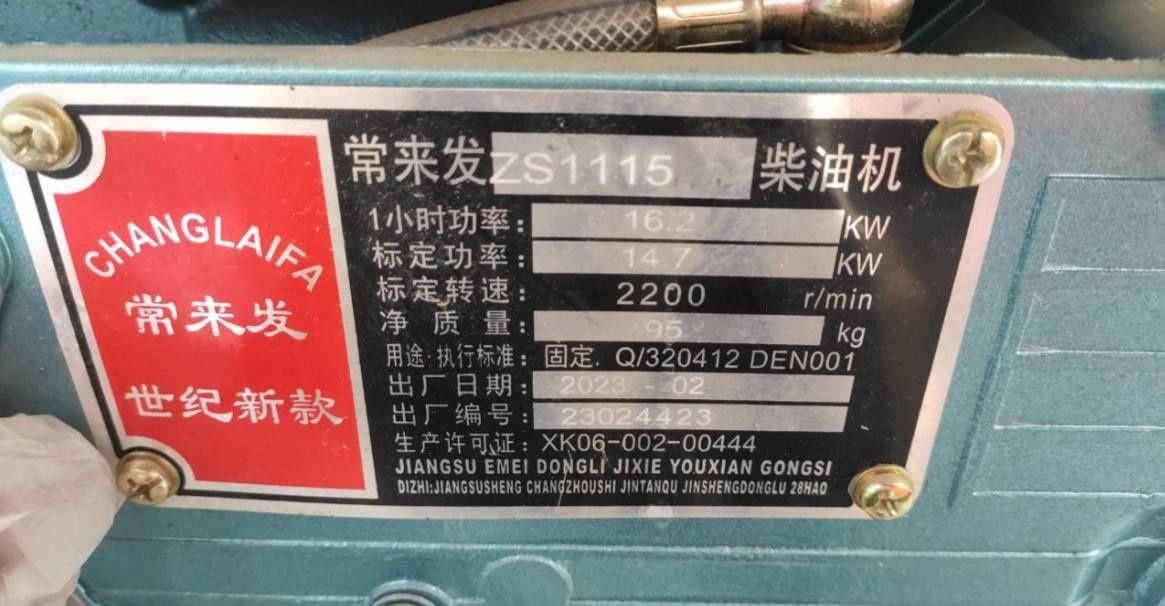 CHANGLAIFA
常来发
世纪新款
常来发ZS1115柴油机
1小时功率: 16.2 KW
标定功率: 14.7 KW
标定转速: 2200 r/min
净质量: 95 kg
用途·执行标准: 固定. Q/320412 DEN001
出厂日期: 2023-02
出厂编号: 23024423
生产许可证: XK06-002-00444
JIANGSU EMEI DONGLI JIXIE YOUXIAN GONGSI
DIZHI:JIANGSUSHENG CHANGZHOUSHI JINTANQU JINSHENGDONGLU 28HAO